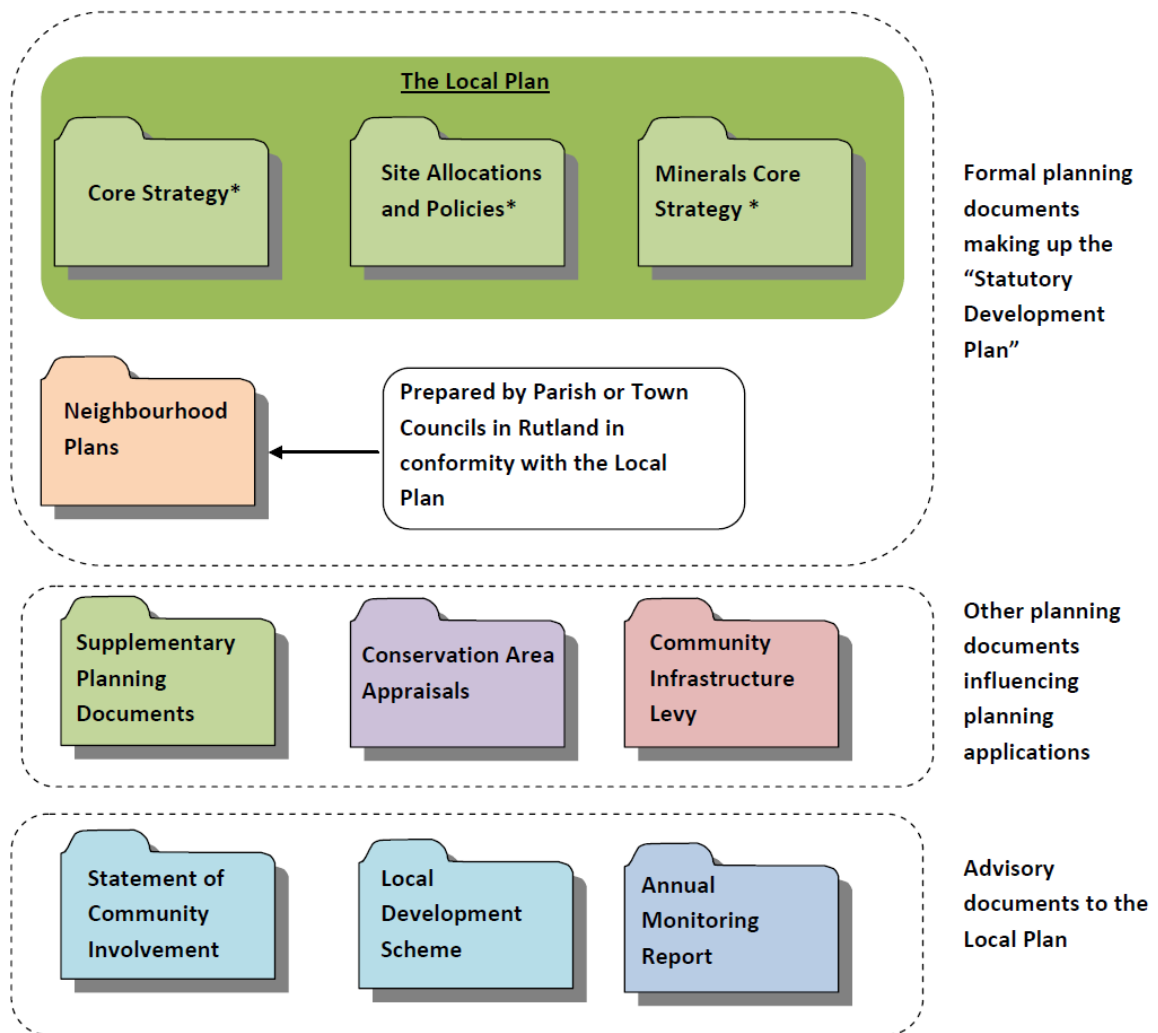 The Local Plan
Core Strategy*
Site Allocations
and Policies*
Minerals Core
Strategy *
Formal planning
documents
making up the
“Statutory
Development
Plan”
Neighbourhood
Plans
Prepared by Parish or Town
Councils in Rutland in
conformity with the Local
Plan
Supplementary
Planning
Documents
Conservation Area
Appraisals
Community
Infrastructure
Levy
Other planning
documents
influencing
planning
applications
Statement of
Community
Involvement
Local
Development
Scheme
Annual
Monitoring
Report
Advisory
documents to the
Local Plan